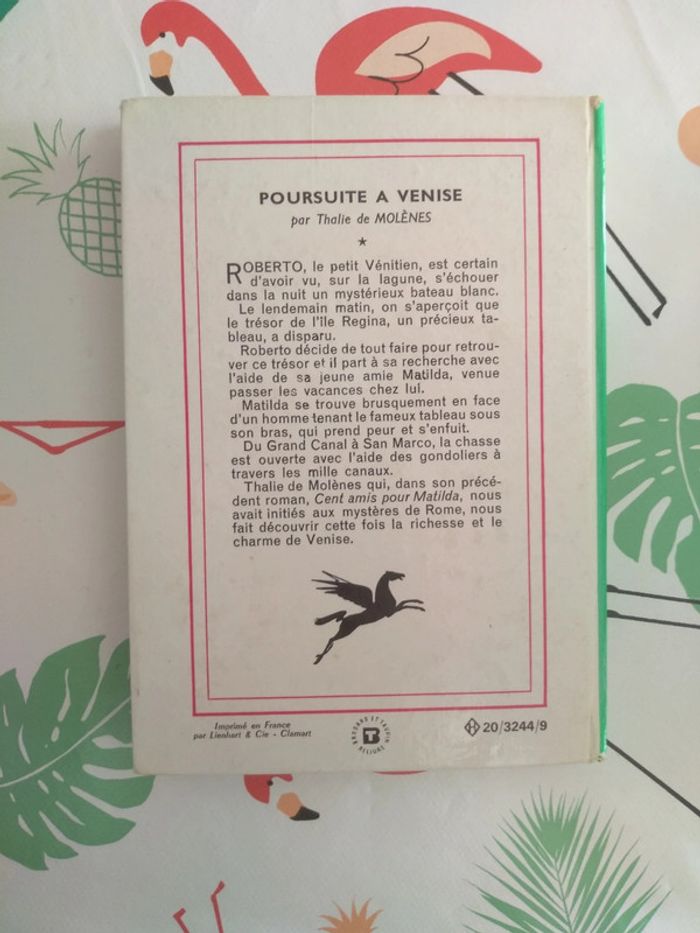 POURSUITE A VENISE
par Thalie de MOLÈNES
ROBERTO, le petit Vénitien, est certain
d'avoir vu, sur la lagune, s'échouer
dans la nuit un mystérieux bateau blanc.
Le lendemain matin, on s'aperçoit que
le trésor de l'île Regina, un précieux ta-
bleau, a disparu.
Roberto décide de tout faire pour retrou-
ver ce trésor et il part à sa recherche avec
l'aide de sa jeune amie Matilda, venue
passer les vacances chez lui.
Matilda se trouve brusquement en face
d'un homme tenant le fameux tableau sous
son bras, qui prend peur et s'enfuit.
Du Grand Canal à San Marco, la chasse
est ouverte avec l'aide des gondoliers à
travers les mille canaux.
Thalie de Molènes qui, dans son précé-
dent roman, Cent amis pour Matilda, nous
avait initiés aux mystères de Rome, nous
fait découvrir cette fois la richesse et le
charme de Venise.
Imprimé en France
par Lienhart & Cie - Clamart
BRODARD ET TAUPIN
RELIURE
20/3244/9